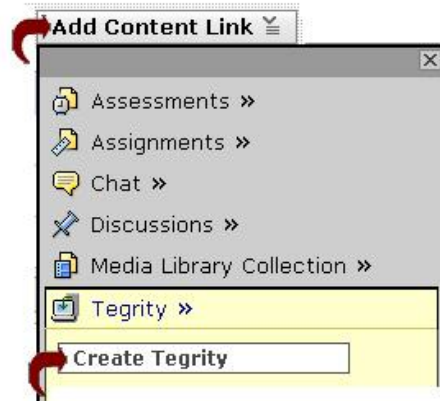 Add Content Link
Assessments »
Assignments »
Chat »
Discussions »
Media Library Collection »
Tegrity »
Create Tegrity